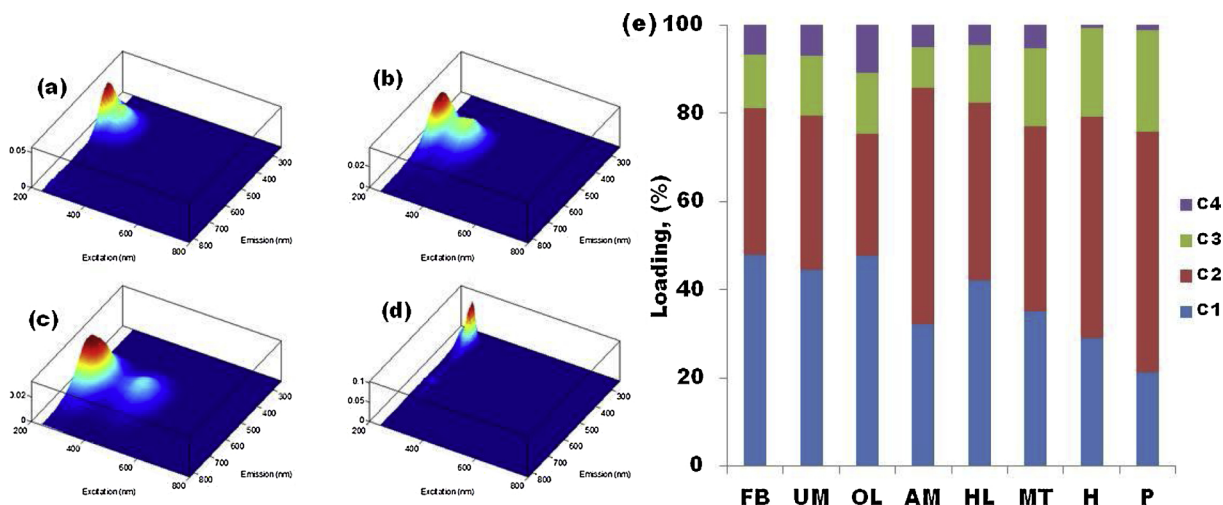 (a)
0.05
0
200
400
600
800
Excitation (nm)
300
400
500
600
700
800
Emission (nm)
(b)
0.02
0
200
400
600
800
Excitation (nm)
300
400
500
600
700
800
Emission (nm)
(c)
0.02
0
200
400
600
800
Excitation (nm)
300
400
500
600
700
800
Emission (nm)
(d)
0.1
0.05
0
200
400
600
800
Excitation (nm)
300
400
500
600
700
800
Emission (nm)
(e)
Loading, (%)
100
80
60
40
20
0
FB UM OL AM HL MT H P
C4
C3
C2
C1